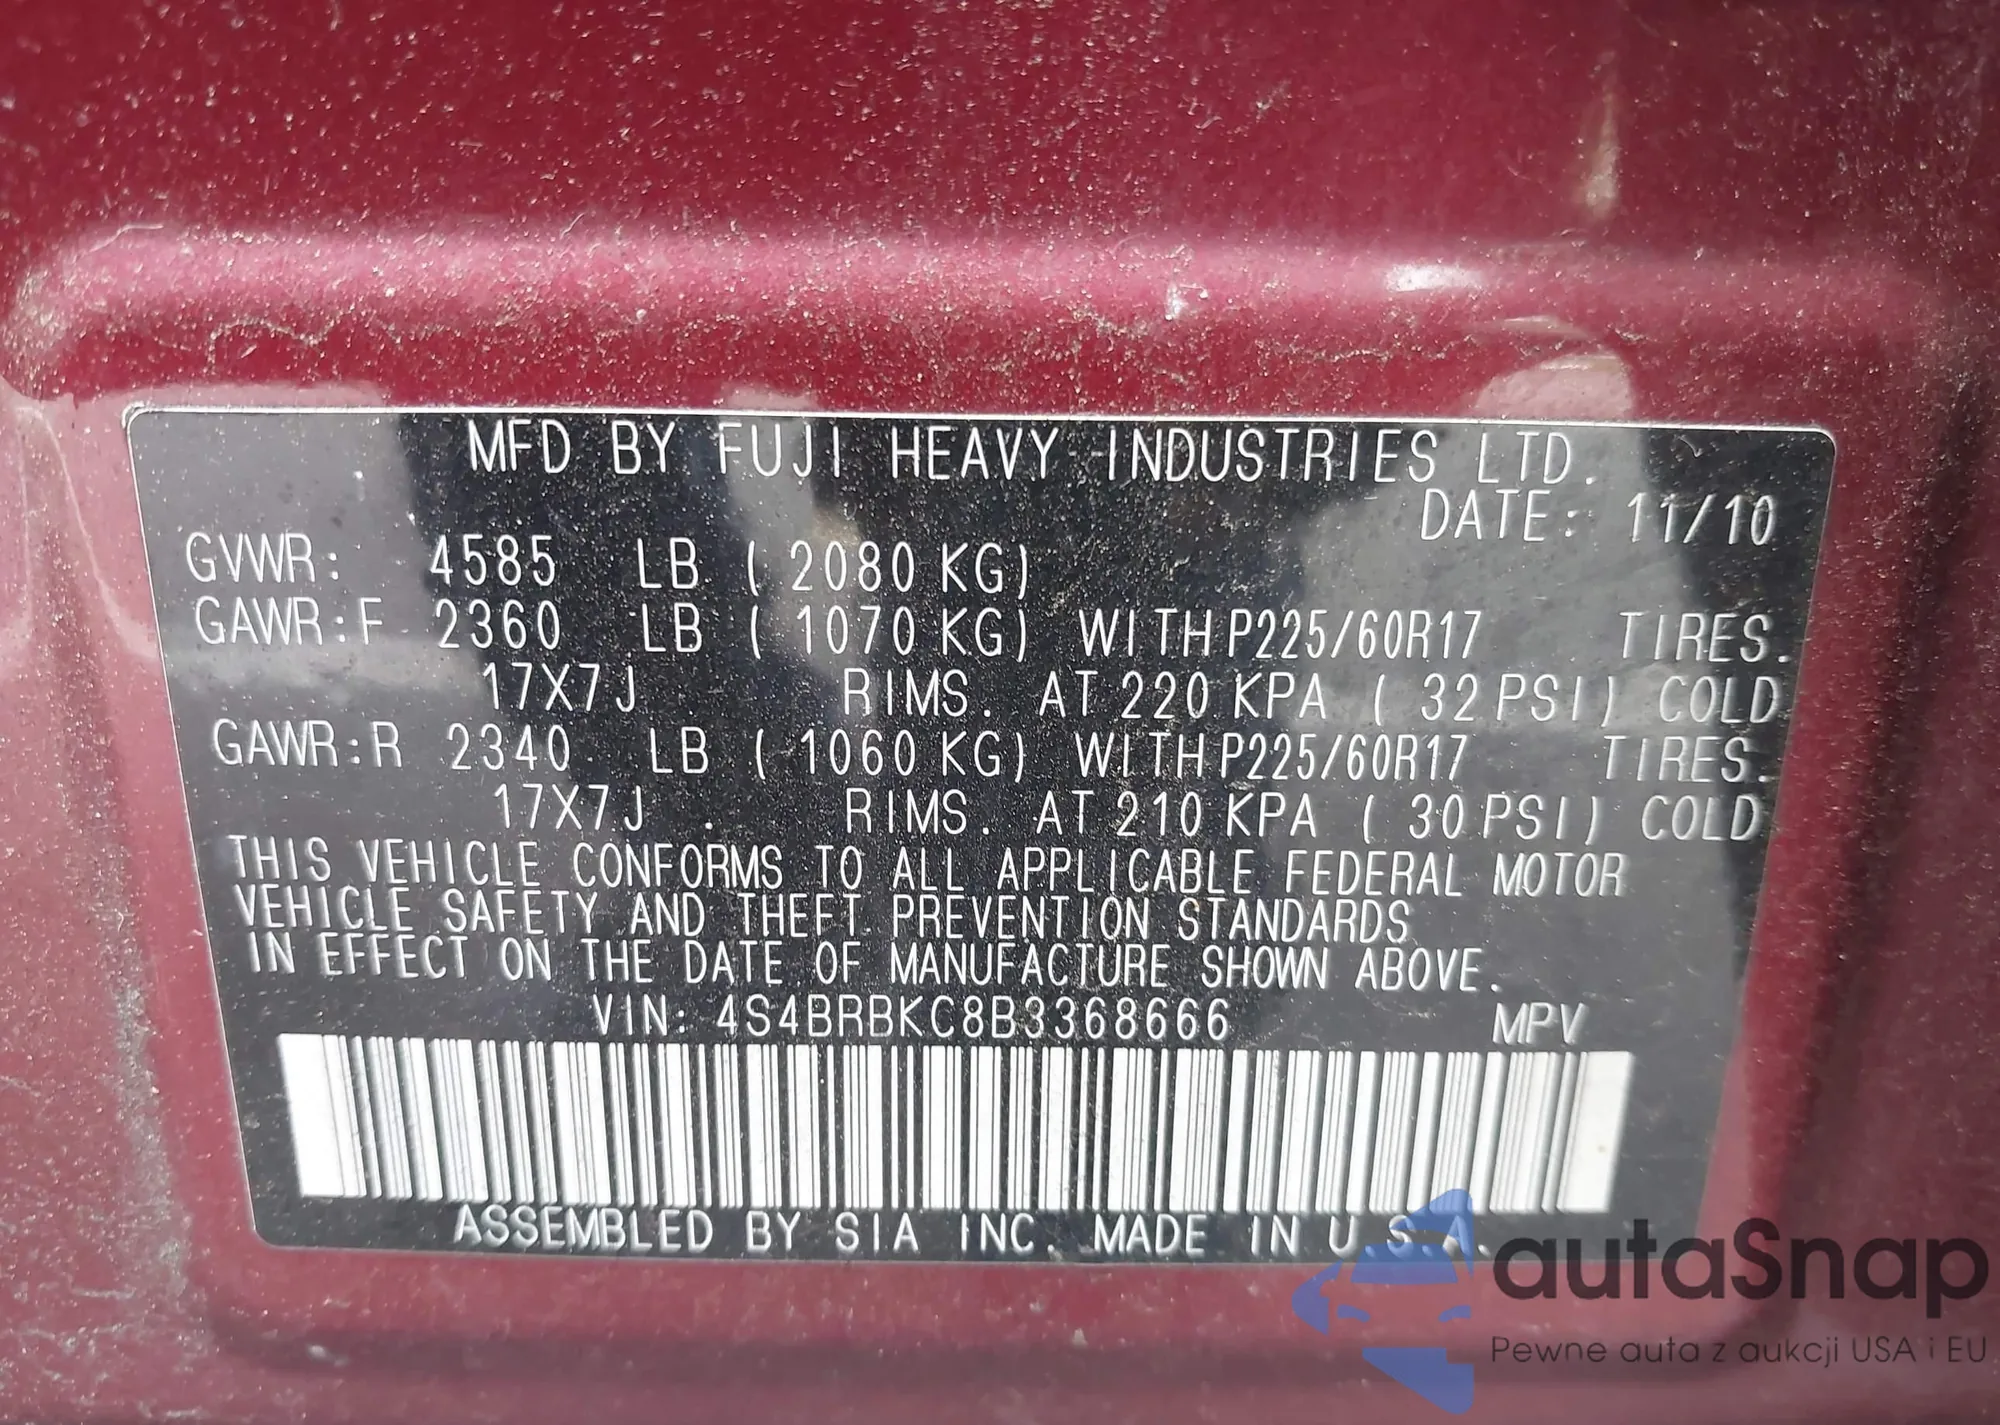 MFD BY FUJI HEAVY INDUSTRIES LTD.
DATE: 11/10
GVWR: 4585 LB ( 2080 KG)
GAWR:F 2360 LB ( 1070 KG) WITH P225/60R17 TIRES.
17X7J RIMS. AT 220 KPA ( 32 PSI) COLD
GAWR:R 2340 LB ( 1060 KG) WITH P225/60R17 TIRES.
17X7J . RIMS. AT 210 KPA ( 30 PSI) COLD
THIS VEHICLE CONFORMS TO ALL APPLICABLE FEDERAL MOTOR
VEHICLE SAFETY AND THEFT PREVENTION STANDARDS
IN EFFECT ON THE DATE OF MANUFACTURE SHOWN ABOVE.
VIN: 4S4BRBKC8B3368666 MPV
ASSEMBLED BY SIA INC. MADE IN U.S.A.
autaSnap
Pewne auta z aukcji USA i EU